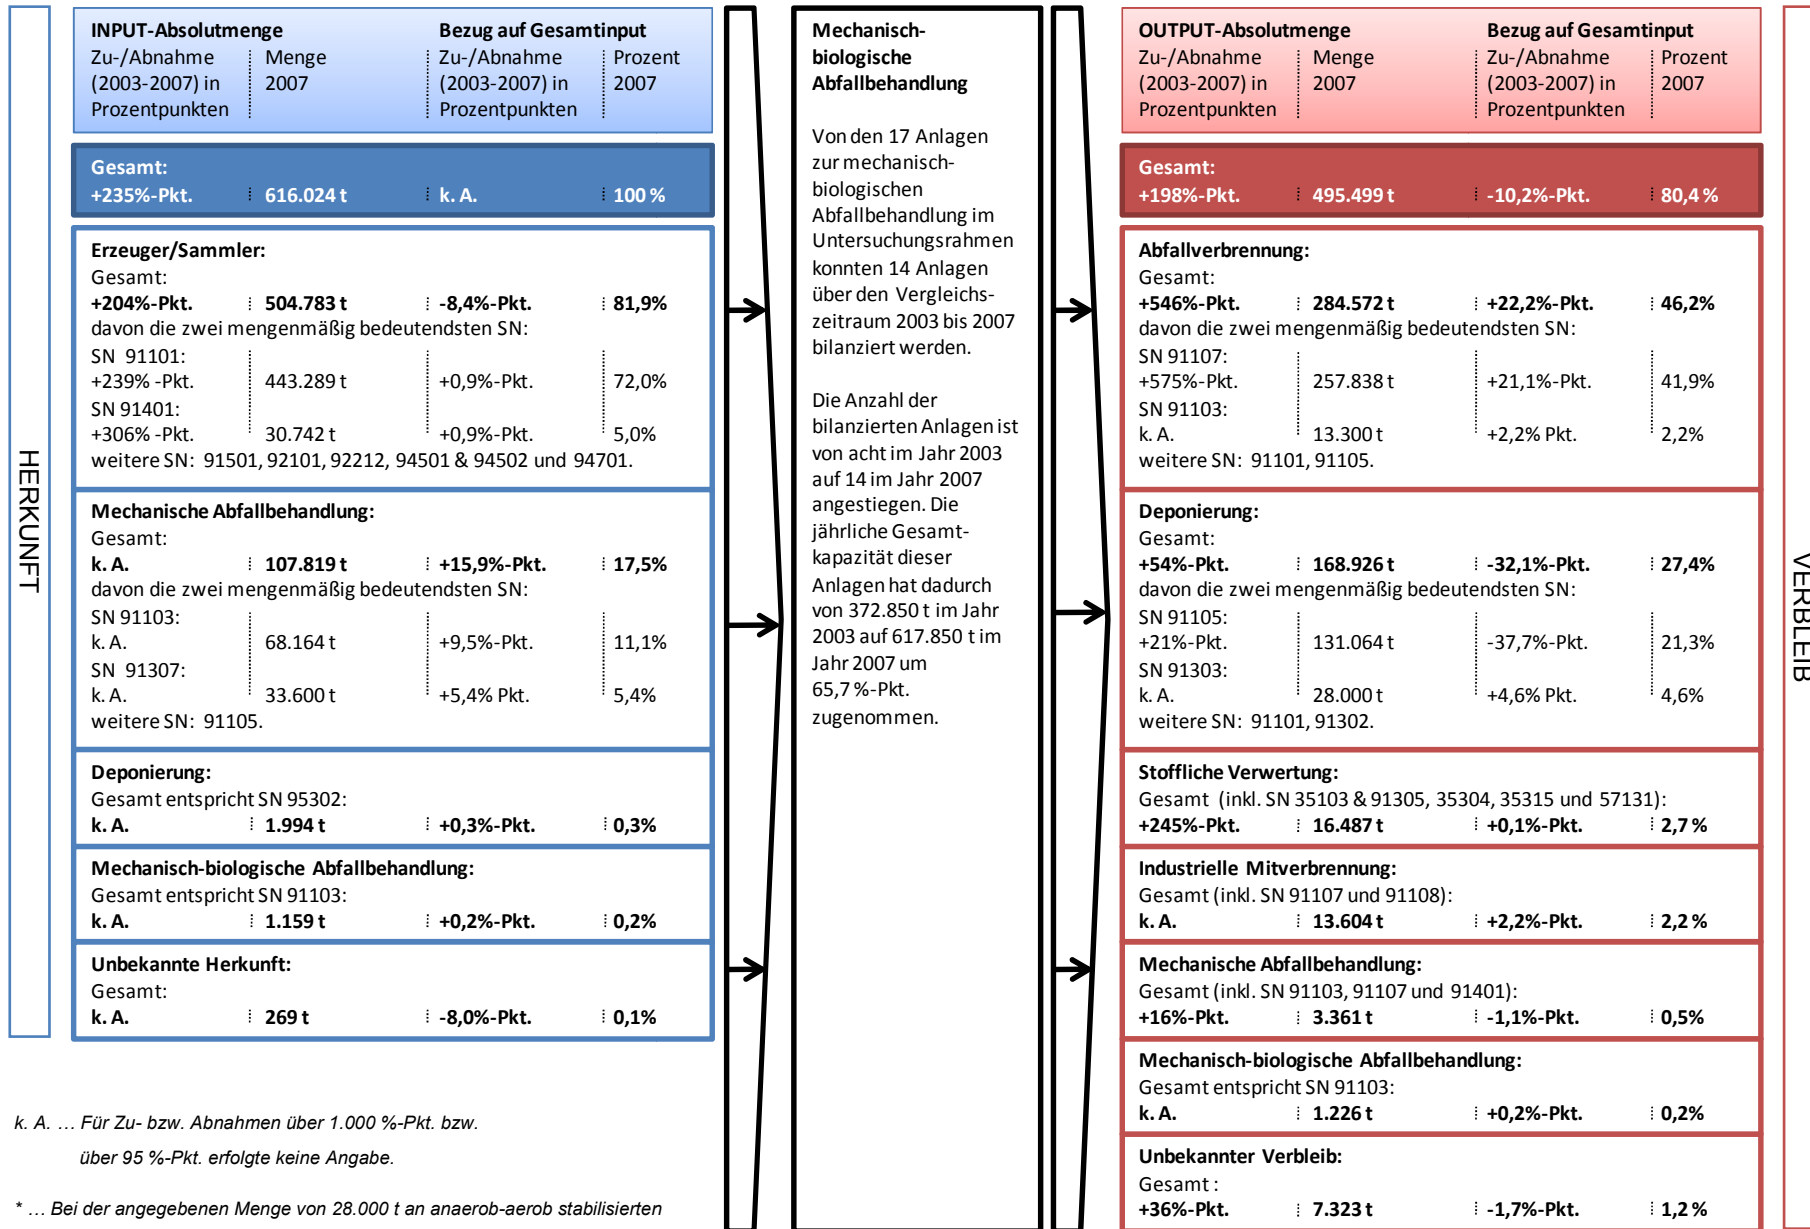 HERKUNFT
INPUT-Absolutmenge Bezug auf Gesamtinput
Zu-/Abnahme Menge Zu-/Abnahme Prozent
(2003-2007) in 2007 (2003-2007) in 2007
Prozentpunkten Prozentpunkten
Gesamt:
+235%-Pkt. 616.024 t k. A. 100 %
Erzeuger/Sammler:
Gesamt:
+204%-Pkt. 504.783 t -8,4%-Pkt. 81,9%
davon die zwei mengenmäßig bedeutendsten SN:
SN 91101:
+239% -Pkt. 443.289 t +0,9%-Pkt. 72,0%
SN 91401:
+306% -Pkt. 30.742 t +0,9%-Pkt. 5,0%
weitere SN: 91501, 92101, 92212, 94501 & 94502 und 94701.
Mechanische Abfallbehandlung:
Gesamt:
k. A. 107.819 t +15,9%-Pkt. 17,5%
davon die zwei mengenmäßig bedeutendsten SN:
SN 91103:
k. A. 68.164 t +9,5%-Pkt. 11,1%
SN 91307:
k. A. 33.600 t +5,4% Pkt. 5,4%
weitere SN: 91105.
Deponierung:
Gesamt entspricht SN 95302:
k. A. 1.994 t +0,3%-Pkt. 0,3%
Mechanisch-biologische Abfallbehandlung:
Gesamt entspricht SN 91103:
k. A. 1.159 t +0,2%-Pkt. 0,2%
Unbekannte Herkunft:
Gesamt:
k. A. 269 t -8,0%-Pkt. 0,1%
k. A. … Für Zu- bzw. Abnahmen über 1.000 %-Pkt. bzw.
über 95 %-Pkt. erfolgte keine Angabe.
* … Bei der angegebenen Menge von 28.000 t an anaerob-aerob stabilisierten
Mechanisch-
biologische
Abfallbehandlung
Von den 17 Anlagen
zur mechanisch-
biologischen
Abfallbehandlung im
Untersuchungsrahmen
konnten 14 Anlagen
über den Vergleichs-
zeitraum 2003 bis 2007
bilanziert werden.
Die Anzahl der
bilanzierten Anlagen ist
von acht im Jahr 2003
auf 14 im Jahr 2007
angestiegen. Die
jährliche Gesamt-
kapazität dieser
Anlagen hat dadurch
von 372.850 t im Jahr
2003 auf 617.850 t im
Jahr 2007 um
65,7 %-Pkt.
zugenommen.
OUTPUT-Absolutmenge Bezug auf Gesamtinput
Zu-/Abnahme Menge Zu-/Abnahme Prozent
(2003-2007) in 2007 (2003-2007) in 2007
Prozentpunkten Prozentpunkten
Gesamt:
+198%-Pkt. 495.499 t -10,2%-Pkt. 80,4 %
Abfallverbrennung:
Gesamt:
+546%-Pkt. 284.572 t +22,2%-Pkt. 46,2%
davon die zwei mengenmäßig bedeutendsten SN:
SN 91107:
+575%-Pkt. 257.838 t +21,1%-Pkt. 41,9%
SN 91103:
k. A. 13.300 t +2,2% Pkt. 2,2%
weitere SN: 91101, 91105.
Deponierung:
Gesamt:
+54%-Pkt. 168.926 t -32,1%-Pkt. 27,4%
davon die zwei mengenmäßig bedeutendsten SN:
SN 91105:
+21%-Pkt. 131.064 t -37,7%-Pkt. 21,3%
SN 91303:
k. A. 28.000 t +4,6% Pkt. 4,6%
weitere SN: 91101, 91302.
Stoffliche Verwertung:
Gesamt (inkl. SN 35103 & 91305, 35304, 35315 und 57131):
+245%-Pkt. 16.487 t +0,1%-Pkt. 2,7 %
Industrielle Mitverbrennung:
Gesamt (inkl. SN 91107 und 91108):
k. A. 13.604 t +2,2%-Pkt. 2,2 %
Mechanische Abfallbehandlung:
Gesamt (inkl. SN 91103, 91107 und 91401):
+16%-Pkt. 3.361 t -1,1%-Pkt. 0,5%
Mechanisch-biologische Abfallbehandlung:
Gesamt entspricht SN 91103:
k. A. 1.226 t +0,2%-Pkt. 0,2%
Unbekannter Verbleib:
Gesamt :
+36%-Pkt. 7.323 t -1,7%-Pkt. 1,2 %
VERBLEIB